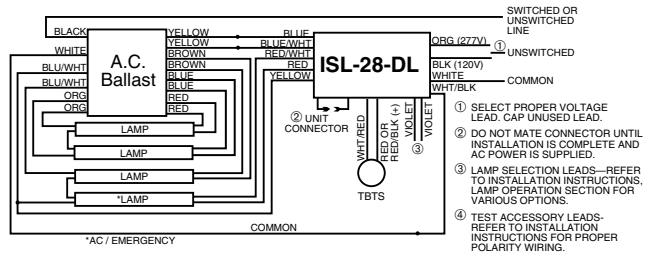 SWITCHED OR
UNSWITCHED
LINE
BLACK
YELLOW
YELLOW
BLUE
BLUE/WHT
RED/WHT
RED
YELLOW
WHITE
BLU/WHT
BLU/WHT
ORG
ORG
A.C.
Ballast
BROWN
BROWN
BLUE
BLUE
RED
RED
ISL-28-DL
ORG (277V)
①
UNSWITCHED
BLK (120V)
WHITE
COMMON
WHT/BLK
② UNIT
CONNECTOR
WHT/RED
RED OR
RED/BLK (+)
VIOLET
VIOLET
③
TBTS
LAMP
LAMP
LAMP
*LAMP
COMMON
*AC / EMERGENCY
① SELECT PROPER VOLTAGE
LEAD. CAP UNUSED LEAD.
② DO NOT MATE CONNECTOR UNTIL
INSTALLATION IS COMPLETE AND
AC POWER IS SUPPLIED.
③ LAMP SELECTION LEADS—REFER
TO INSTALLATION INSTRUCTIONS,
LAMP OPERATION SECTION FOR
VARIOUS OPTIONS.
④ TEST ACCESSORY LEADS-
REFER TO INSTALLATION
INSTRUCTIONS FOR PROPER
POLARITY WIRING.